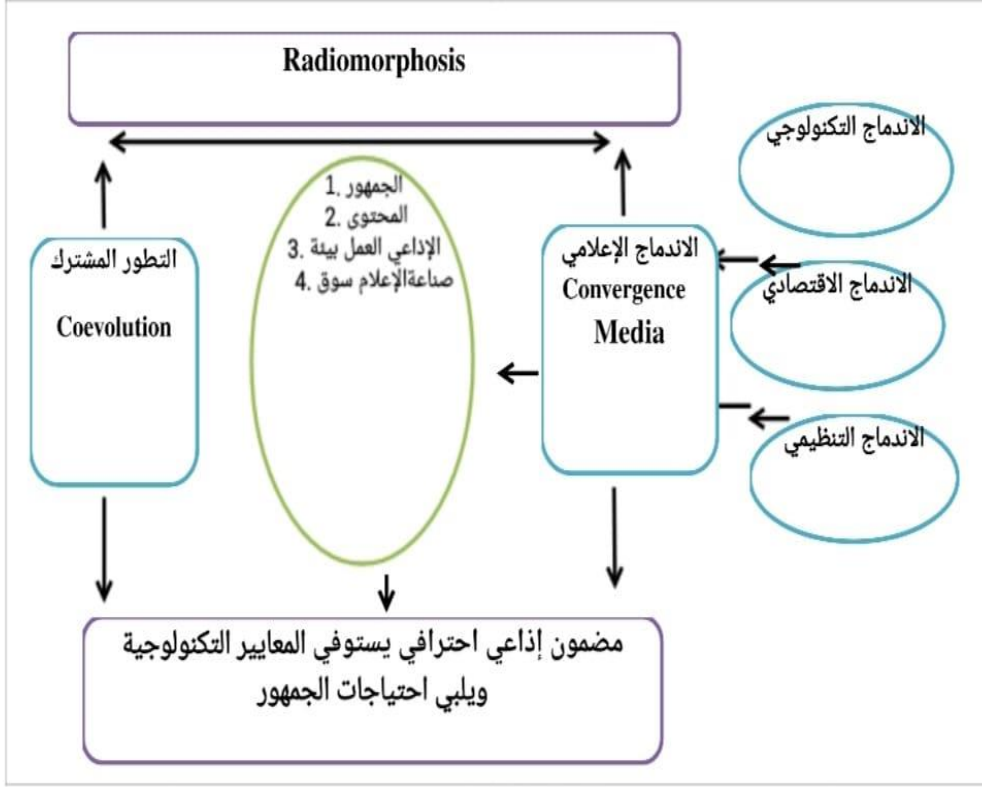 Radiomorphosis
الاندماج التكنولوجي
الجمهور .1
المحتوى .2
الإذاعي العمل بيئة .3
صناعةالإعلام سوق .4
التطور المشترك
Coevolution
الاندماج الإعلامي
Convergence
Media
الاندماج الاقتصادي
الاندماج التنظيمي
مضمون إذاعي احترافي يستوفي المعايير التكنولوجية
ويلبي احتياجات الجمهور